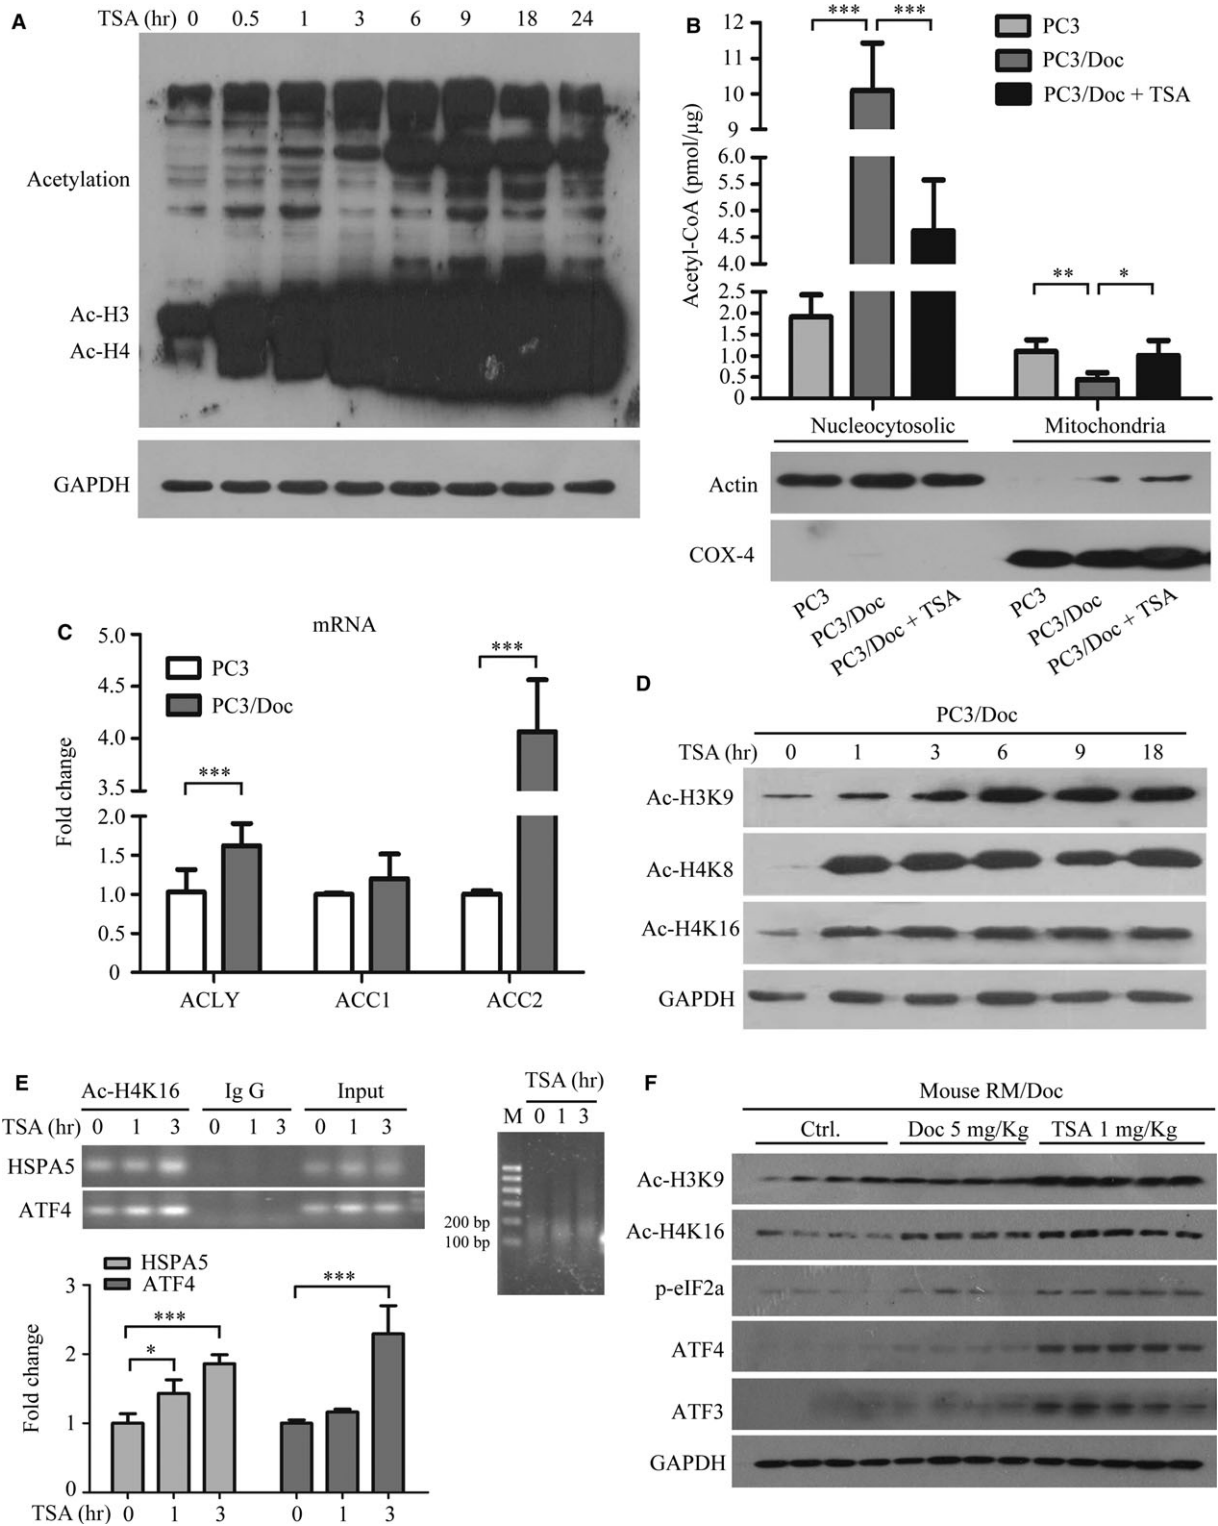 A
TSA (hr) 0 0.5 1 3 6 9 18 24
Acetylation
Ac-H3
Ac-H4
GAPDH
B
Acetyl-CoA (pmol/µg)
12
11
10
9
6.0
5.5
5.0
4.5
4.0
2.5
2.0
1.5
1.0
0.5
0
*** ***
** *
PC3
PC3/Doc
PC3/Doc + TSA
Nucleocytosolic Mitochondria
Actin
COX-4
PC3 PC3/Doc PC3/Doc + TSA PC3 PC3/Doc PC3/Doc + TSA
C
mRNA
Fold change
5.0
4.5
4.0
3.5
2.0
1.5
1.0
0.5
0
PC3
PC3/Doc
*** ***
ACLY ACC1 ACC2
D
PC3/Doc
TSA (hr) 0 1 3 6 9 18
Ac-H3K9
Ac-H4K8
Ac-H4K16
GAPDH
E
Ac-H4K16 Ig G Input
TSA (hr) 0 1 3 0 1 3 0 1 3
HSPA5
ATF4
TSA (hr)
M 0 1 3
200 bp
100 bp
HSPA5
ATF4
Fold change
3
2
1
0
* *** ***
TSA (hr) 0 1 3 0 1 3
F
Mouse RM/Doc
Ctrl. Doc 5 mg/Kg TSA 1 mg/Kg
Ac-H3K9
Ac-H4K16
p-eIF2a
ATF4
ATF3
GAPDH